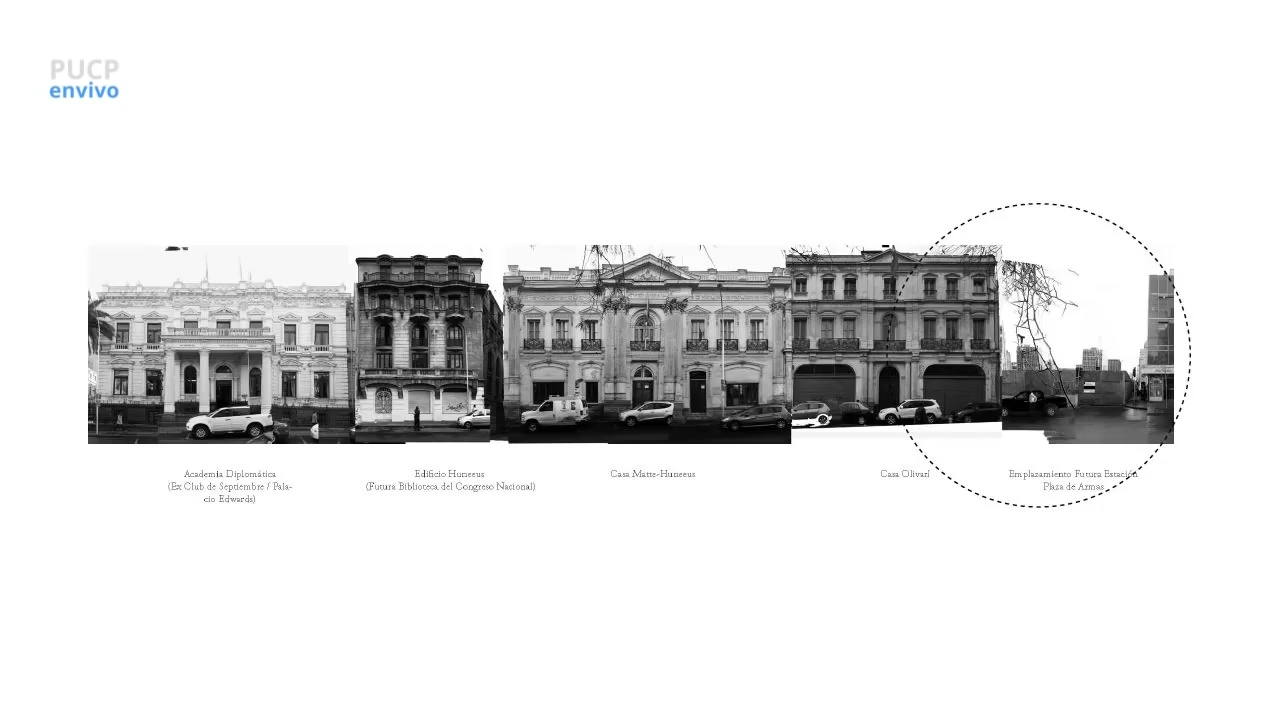 PUCP
envivo
Academia Diplomática
(Ex Club de Septiembre / Pala-
cio Edwards)
Edificio Huneeus
(Futura Biblioteca del Congreso Nacional)
Casa Matte-Huneeus
Casa Olivarí
Emplazamiento Futura Estación
Plaza de Armas